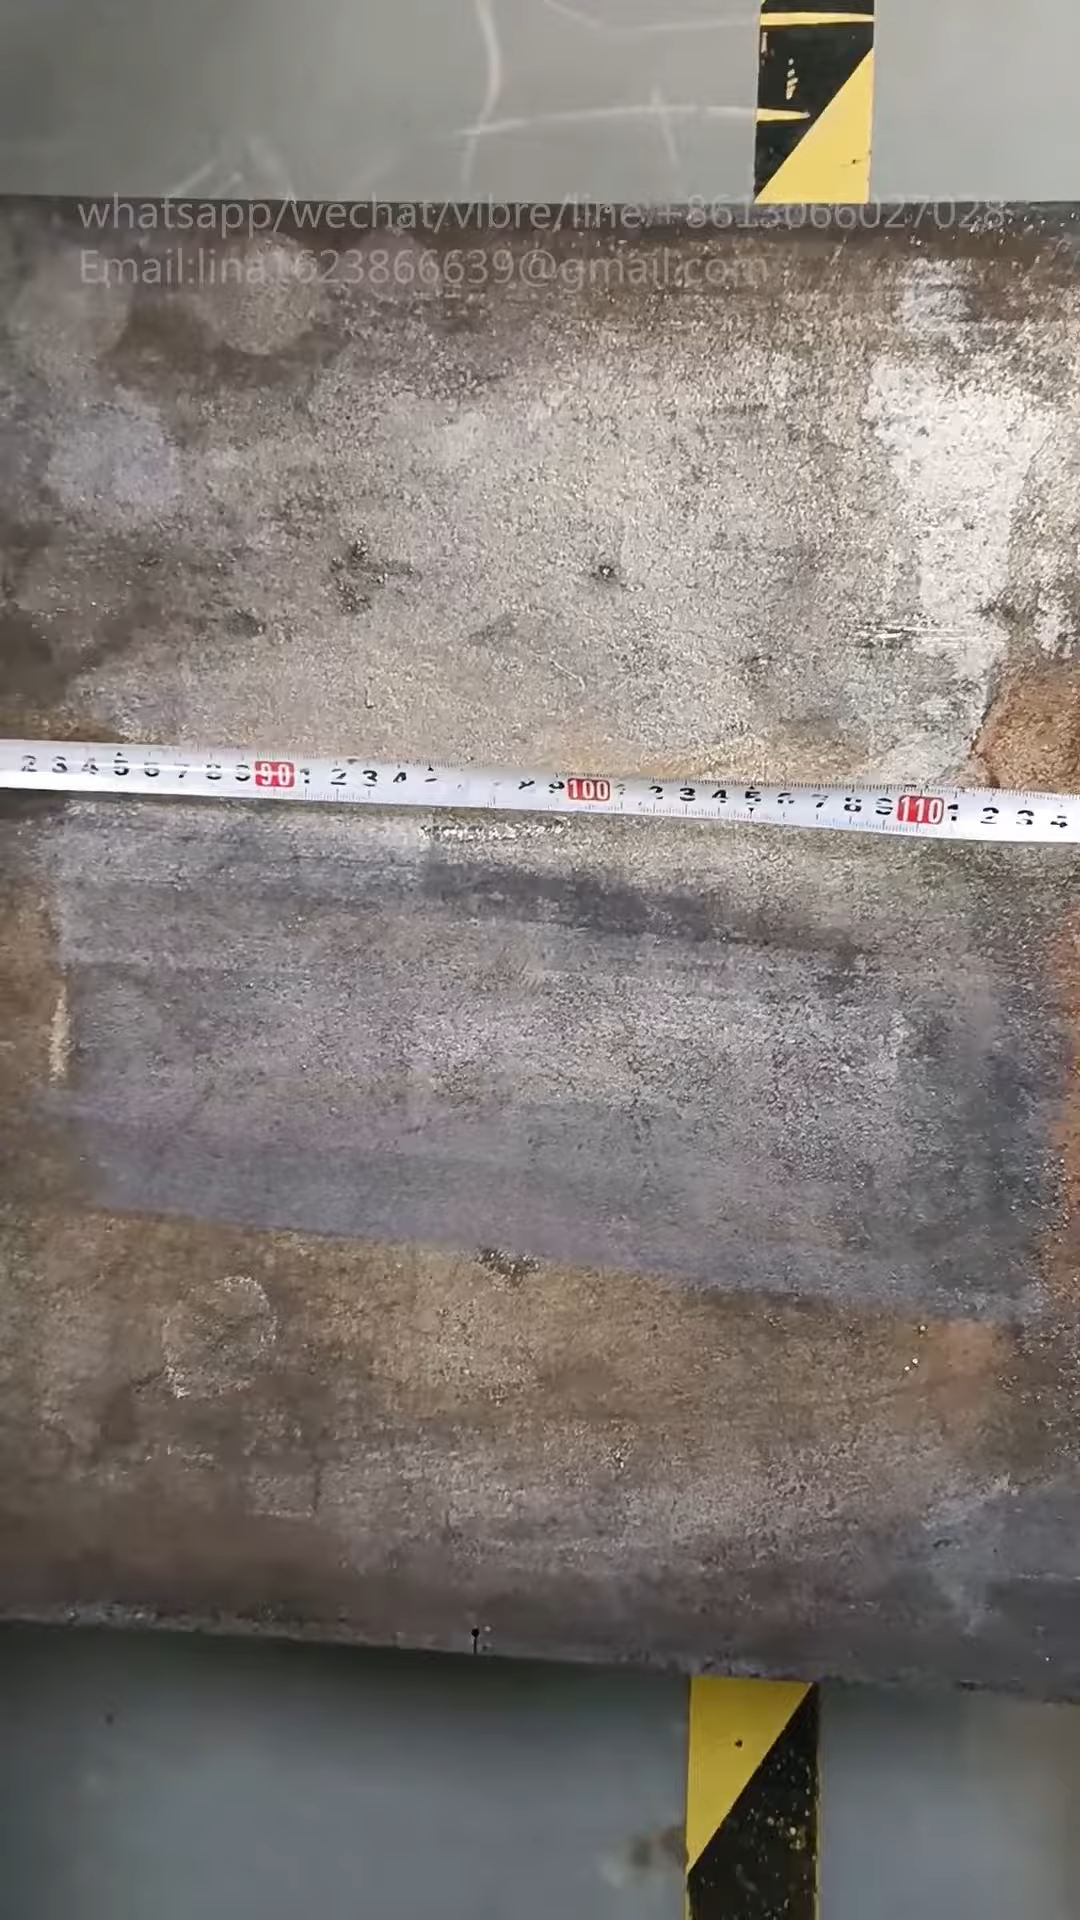 whatsapp/wechat/vibre/line/+8613066027028
Email:lina1623866639@gmail.com
2 3 4 5 6 7 8 9 90 1 2 3 4 9 100 1 2 3 4 5 6 7 8 9 110 1 2 3 4